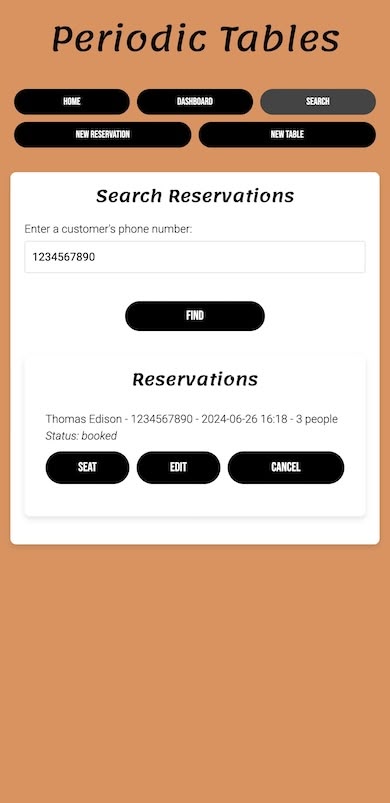 Periodic Tables
HOME DASHBOARD SEARCH
NEW RESERVATION NEW TABLE
Search Reservations
Enter a customer's phone number:
1234567890
FIND
Reservations
Thomas Edison - 1234567890 - 2024-06-26 16:18 - 3 people
Status: booked
SEAT EDIT CANCEL